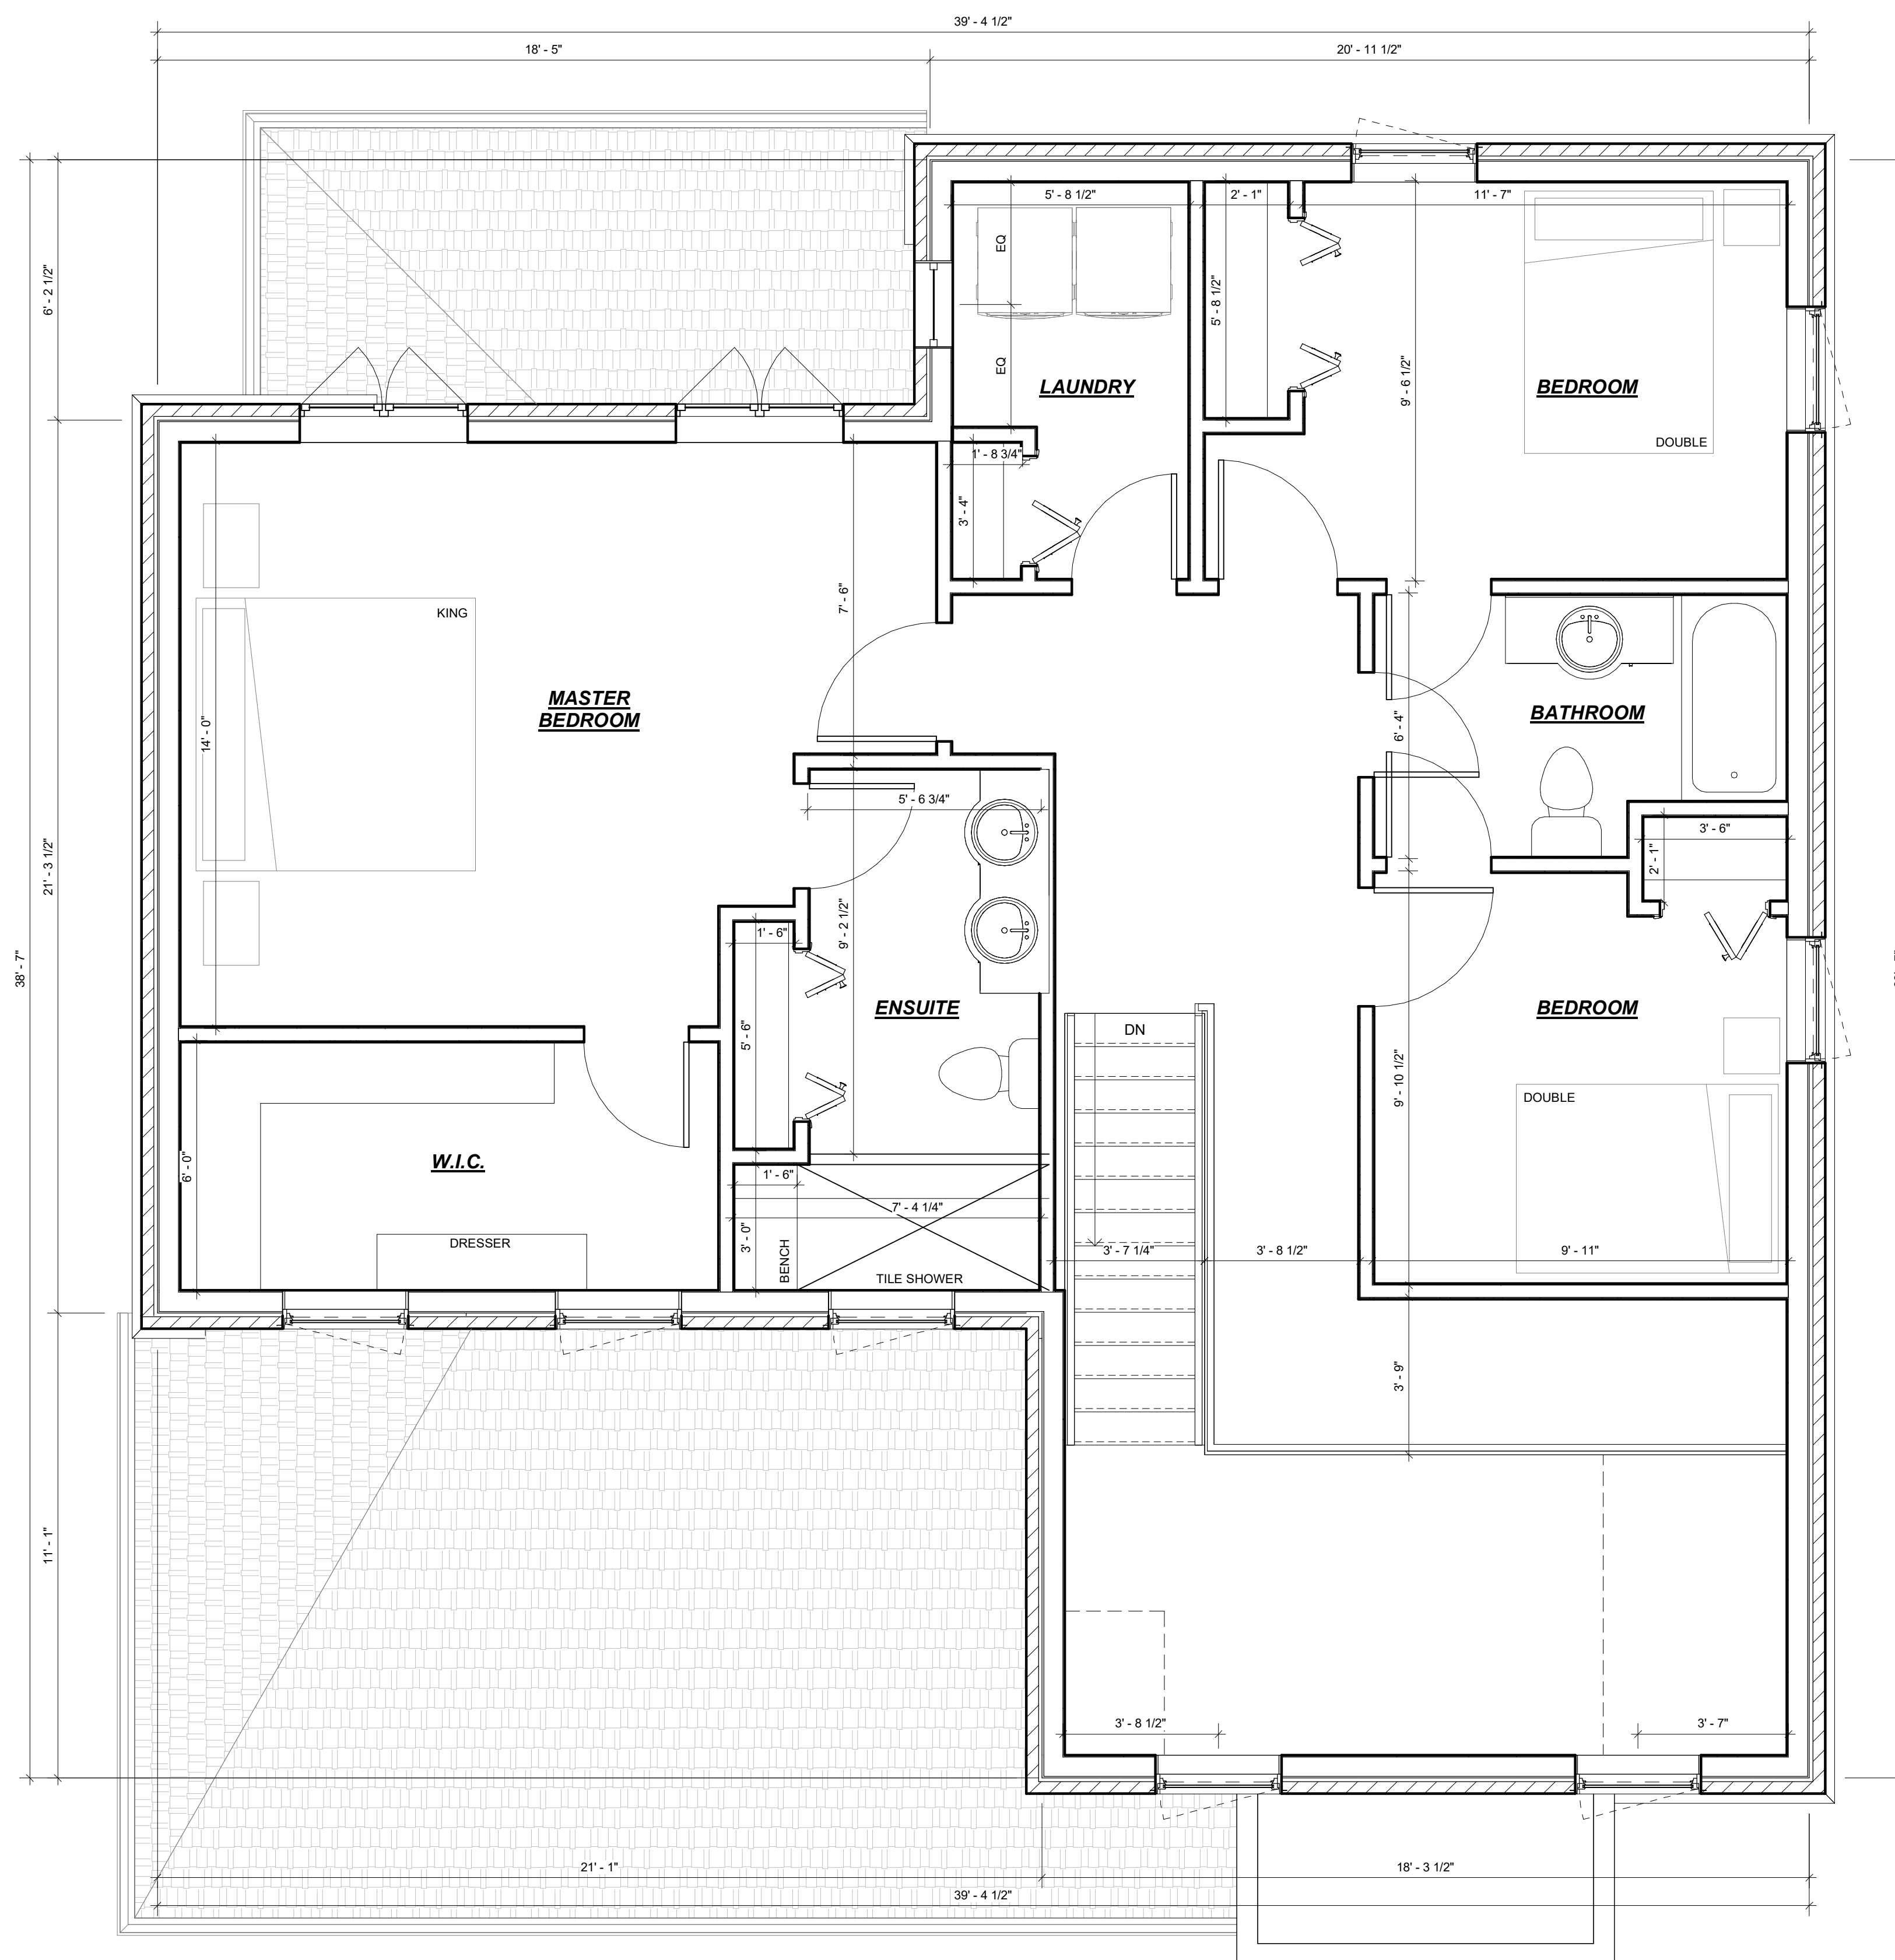 39' - 4 1/2"
18' - 5"
20' - 11 1/2"
5' - 8 1/2"
2' - 1"
11' - 7"
EQ
6' - 2 1/2"
5' - 8 1/2"
EQ
9' - 6 1/2"
LAUNDRY
BEDROOM
DOUBLE
1' - 8 3/4"
3' - 4"
7' - 6"
KING
MASTER
BEDROOM
14' - 0"
BATHROOM
6' - 4"
5' - 6 3/4"
3' - 6"
2' - 1"
21' - 3 1/2"
38' - 7"
1' - 6"
9' - 2 1/2"
ENSUITE
BEDROOM
DN
5' - 6"
9' - 10 1/2"
DOUBLE
W.I.C.
6' - 0"
1' - 6"
7' - 4 1/4"
3' - 0"
DRESSER
BENCH
TILE SHOWER
3' - 7 1/4"
3' - 8 1/2"
9' - 11"
3' - 9"
11' - 1"
3' - 8 1/2"
3' - 7"
21' - 1"
18' - 3 1/2"
39' - 4 1/2"